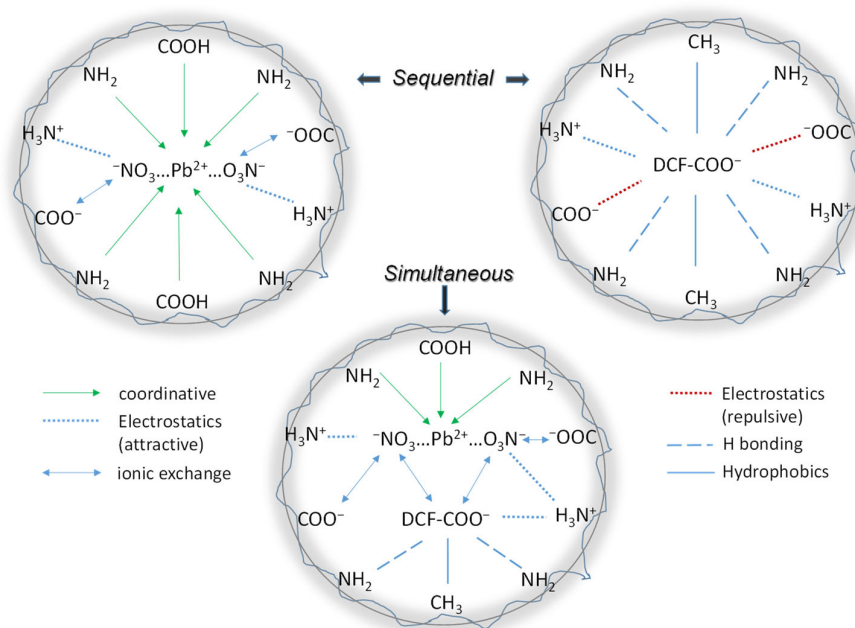 COOH
NH₂
NH₂
H₃N⁺
⁻OOC
⁻NO₃...Pb²⁺...O₃N⁻
COO⁻
H₃N⁺
NH₂
NH₂
COOH
Sequential
CH₃
NH₂
NH₂
H₃N⁺
⁻OOC
DCF-COO⁻
COO⁻
H₃N⁺
NH₂
NH₂
CH₃
Simultaneous
COOH
NH₂
NH₂
H₃N⁺
⁻NO₃...Pb²⁺...O₃N⁻
⁻OOC
COO⁻
DCF-COO⁻
H₃N⁺
NH₂
NH₂
CH₃
coordinative
Electrostatics
(attractive)
ionic exchange
Electrostatics
(repulsive)
H bonding
Hydrophobics